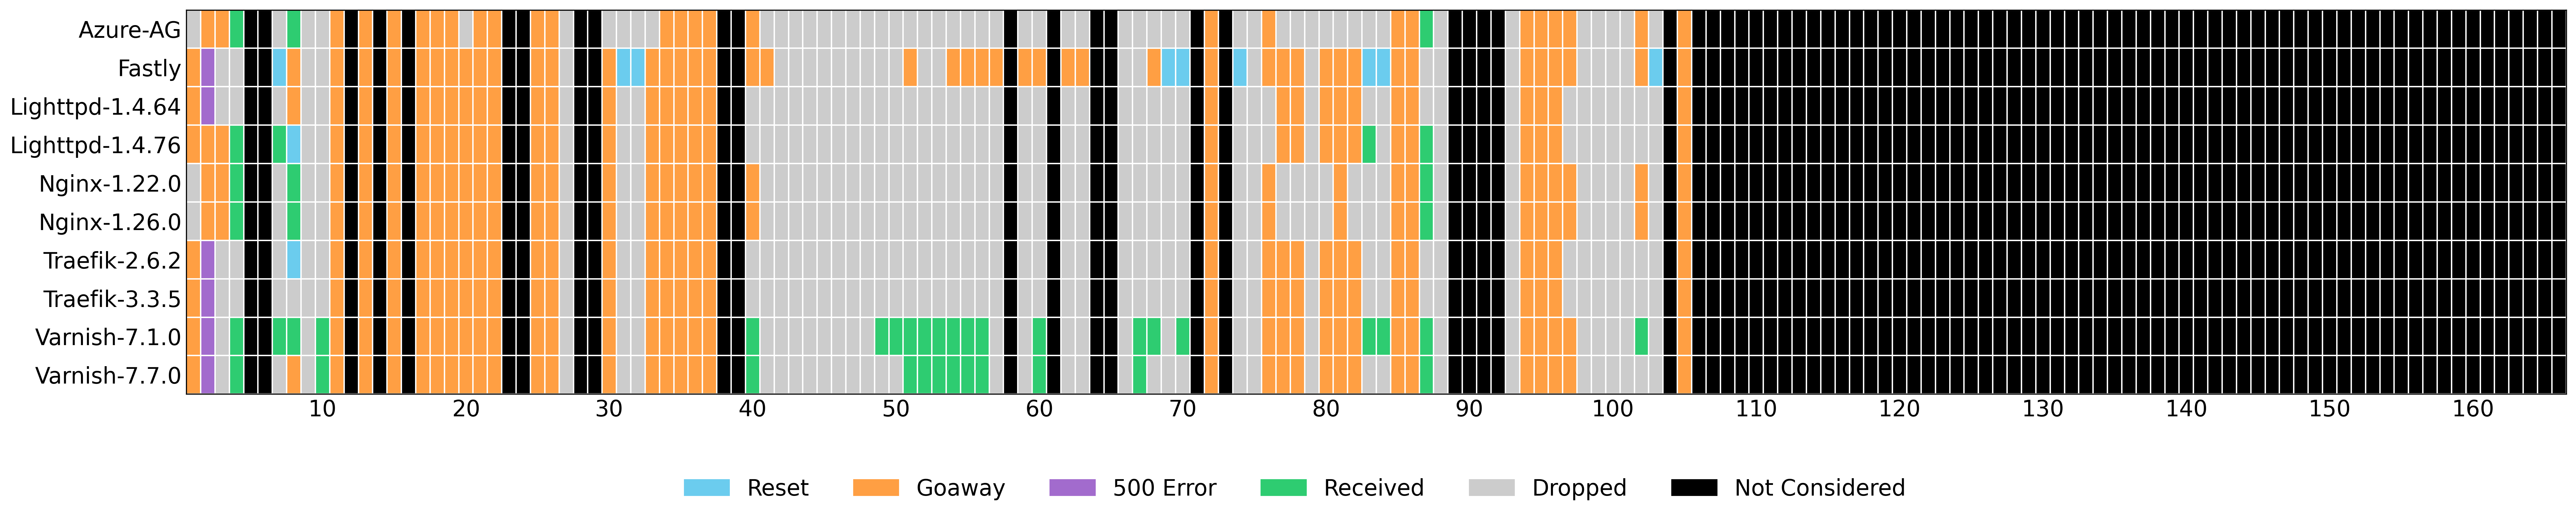 Azure-AG
Fastly
Lighttpd-1.4.64
Lighttpd-1.4.76
Nginx-1.22.0
Nginx-1.26.0
Traefik-2.6.2
Traefik-3.3.5
Varnish-7.1.0
Varnish-7.7.0
10 20 30 40 50 60 70 80 90 100 110 120 130 140 150 160
Reset Goaway 500 Error Received Dropped Not Considered